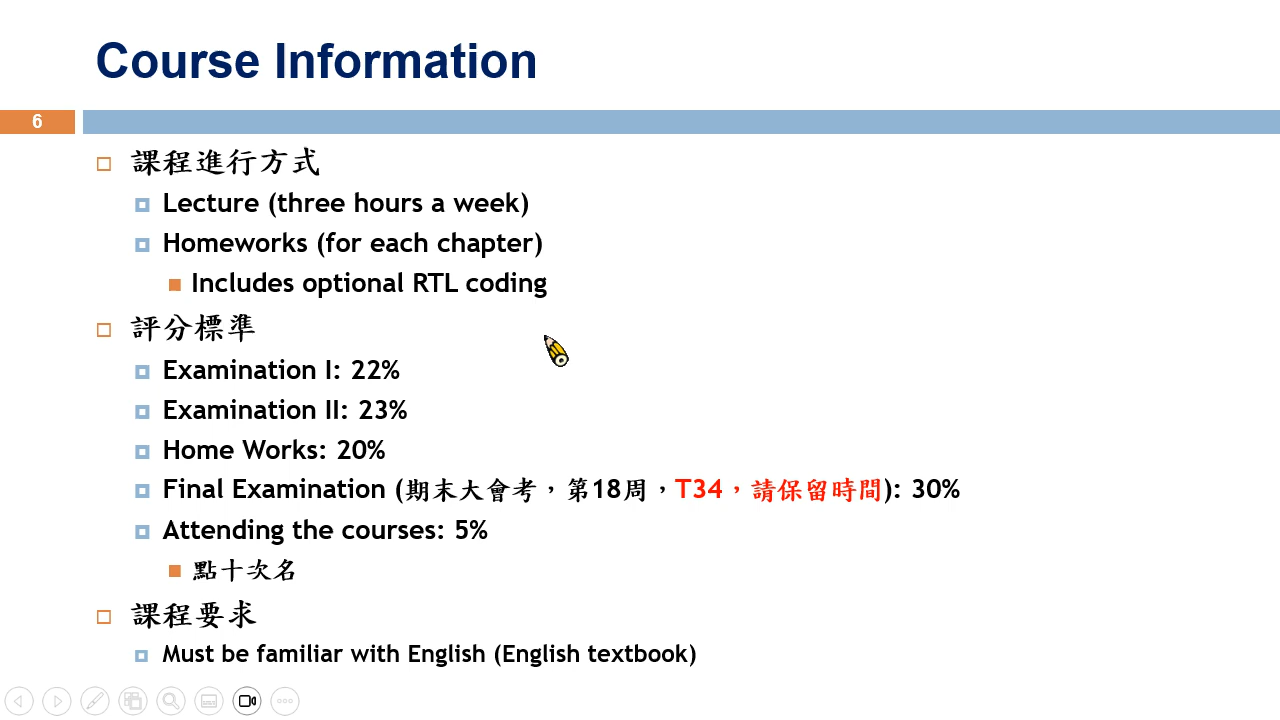 Course Information
6
課程進行方式
Lecture (three hours a week)
Homeworks (for each chapter)
Includes optional RTL coding
評分標準
Examination I: 22%
Examination II: 23%
Home Works: 20%
Final Examination (期末大會考，第18周，T34，請保留時間): 30%
Attending the courses: 5%
點十次名
課程要求
Must be familiar with English (English textbook)